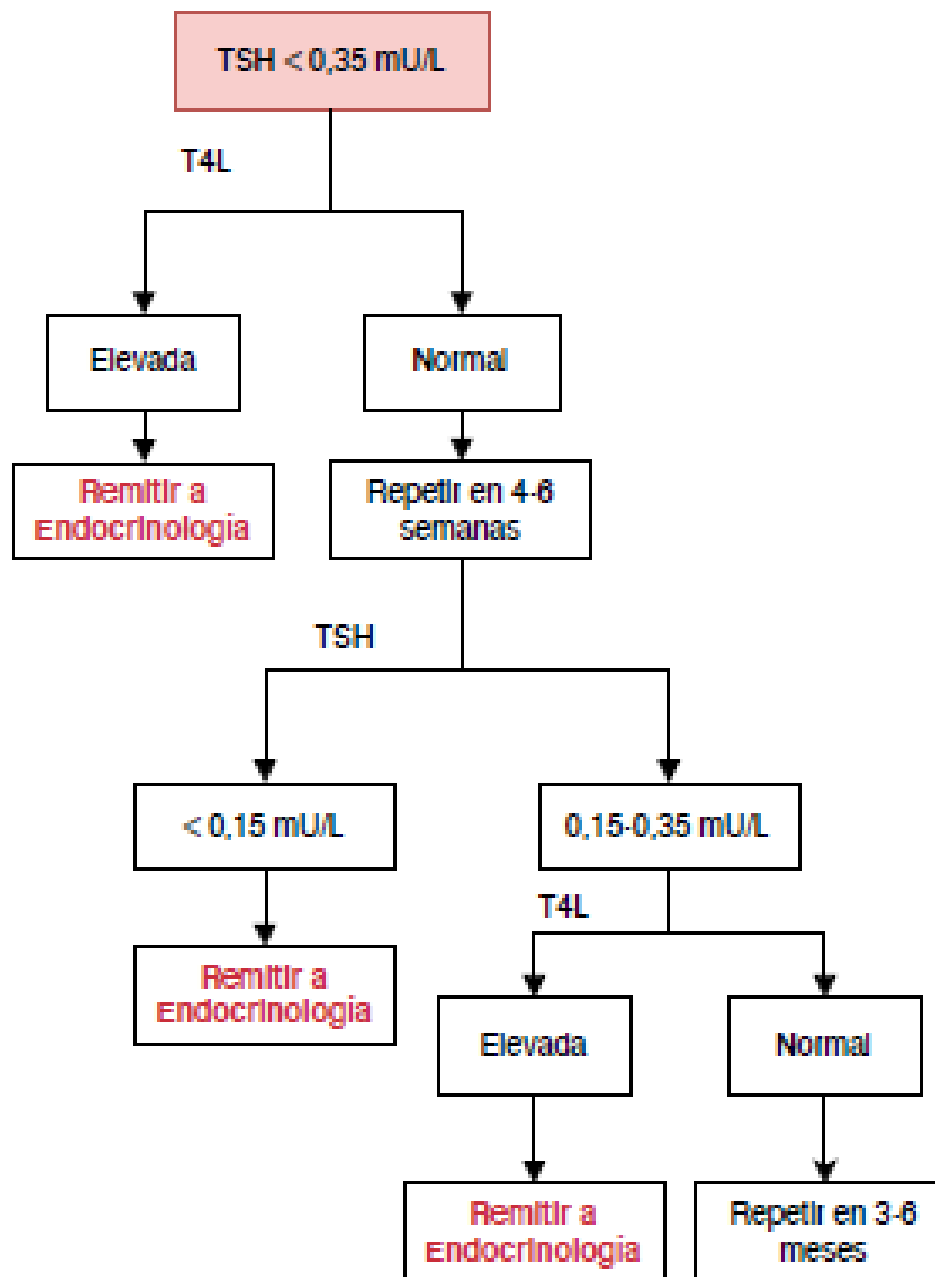 TSH < 0,35 mU/L
T4L
Elevada
Normal
Remitir a
Endocrinología
Repetir en 4-6
semanas
TSH
< 0,15 mU/L
0,15-0,35 mU/L
Remitir a
Endocrinología
T4L
Elevada
Normal
Remitir a
Endocrinología
Repetir en 3-6
meses